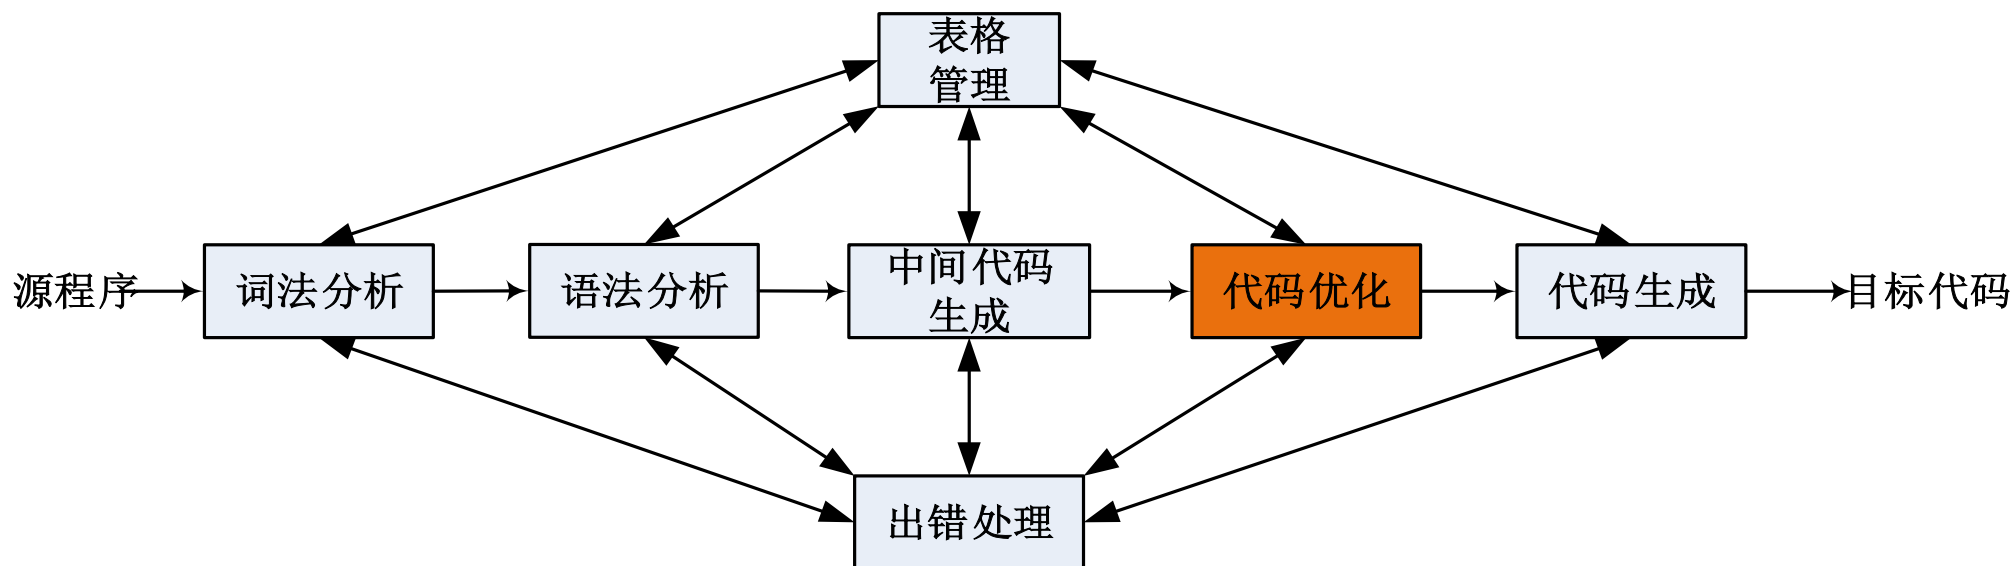 表格
管理
源程序
词法分析
语法分析
中间代码
生成
代码优化
代码生成
目标代码
出错处理